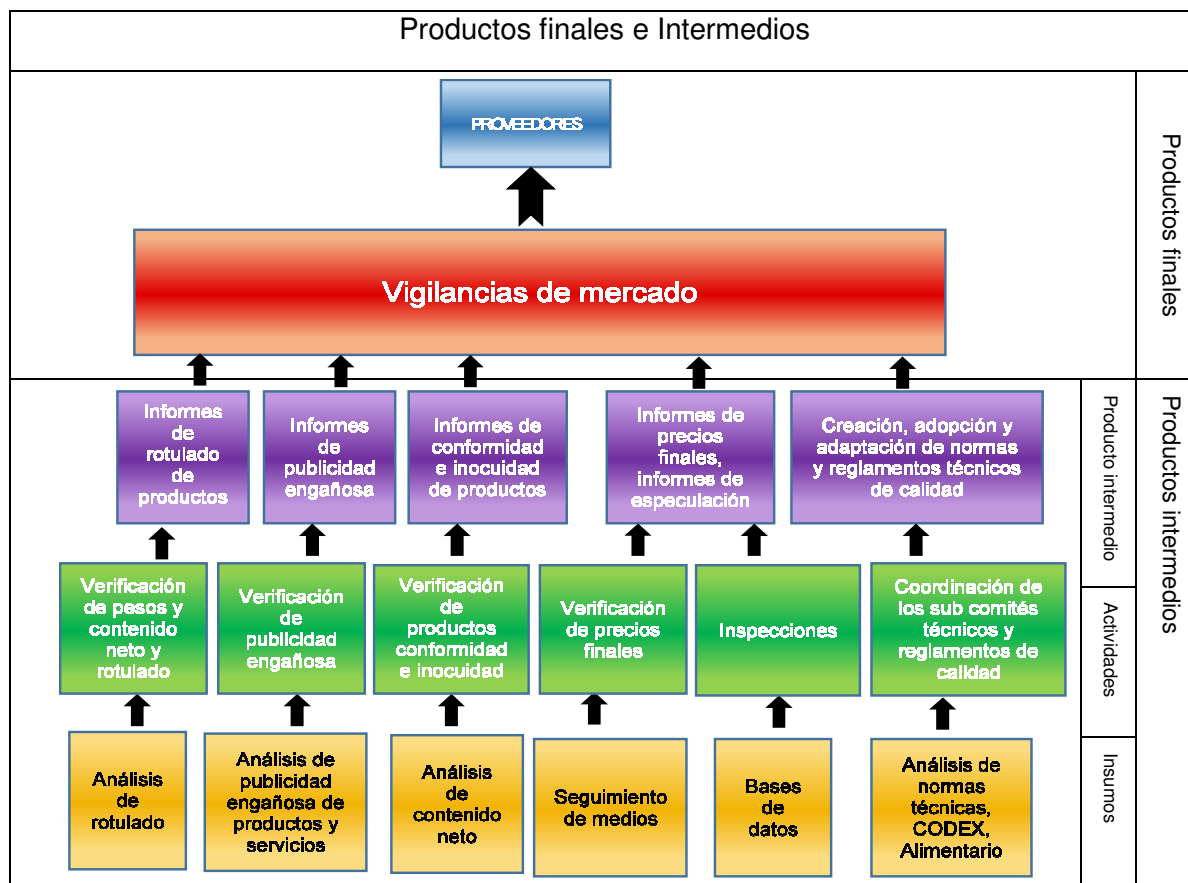 Productos finales e Intermedios
PROVEEDORES
Vigilancias de mercado
Productos finales
Informes
de
rotulado
de
productos
Informes
de
publicidad
engañosa
Informes de
conformidad
e inocuidad
de productos
Informes de
precios
finales,
informes de
especulación
Creación, adopción y
adaptación de normas
y reglamentos técnicos
de calidad
Producto intermedio
Productos intermedios
Verificación
de pesos y
contenido
neto y
rotulado
Verificación
de
publicidad
engañosa
Verificación
de
productos
conformidad
e inocuidad
Verificación
de precios
finales
Inspecciones
Coordinación de
los sub comités
técnicos y
reglamentos de
calidad
Actividades
Análisis
de
rotulado
Análisis de
publicidad
engañosa de
productos y
servicios
Análisis
de
contenido
neto
Seguimiento
de medios
Bases
de
datos
Análisis de
normas
técnicas,
CODEX,
Alimentario
Insumos